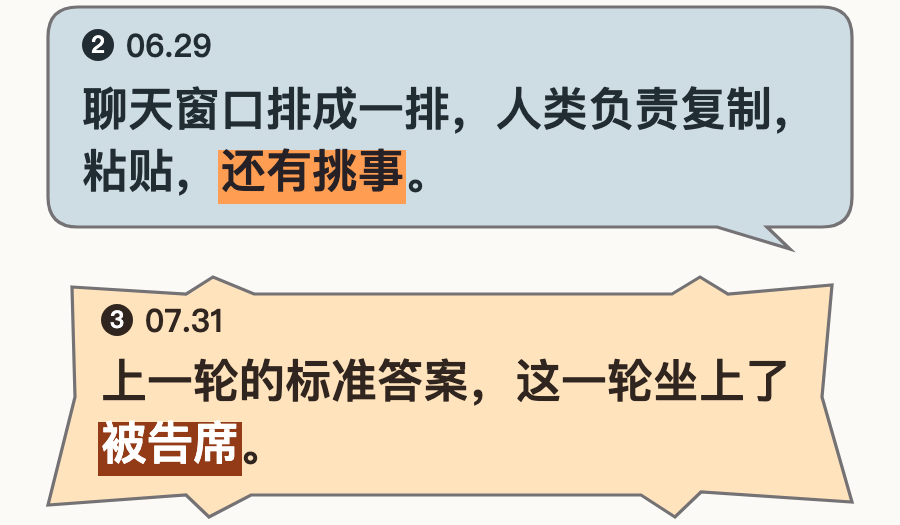 ❷ 06.29
聊天窗口排成一排，人类负责复制，
粘贴，还有挑事。
❸ 07.31
上一轮的标准答案，这一轮坐上了
被告席。